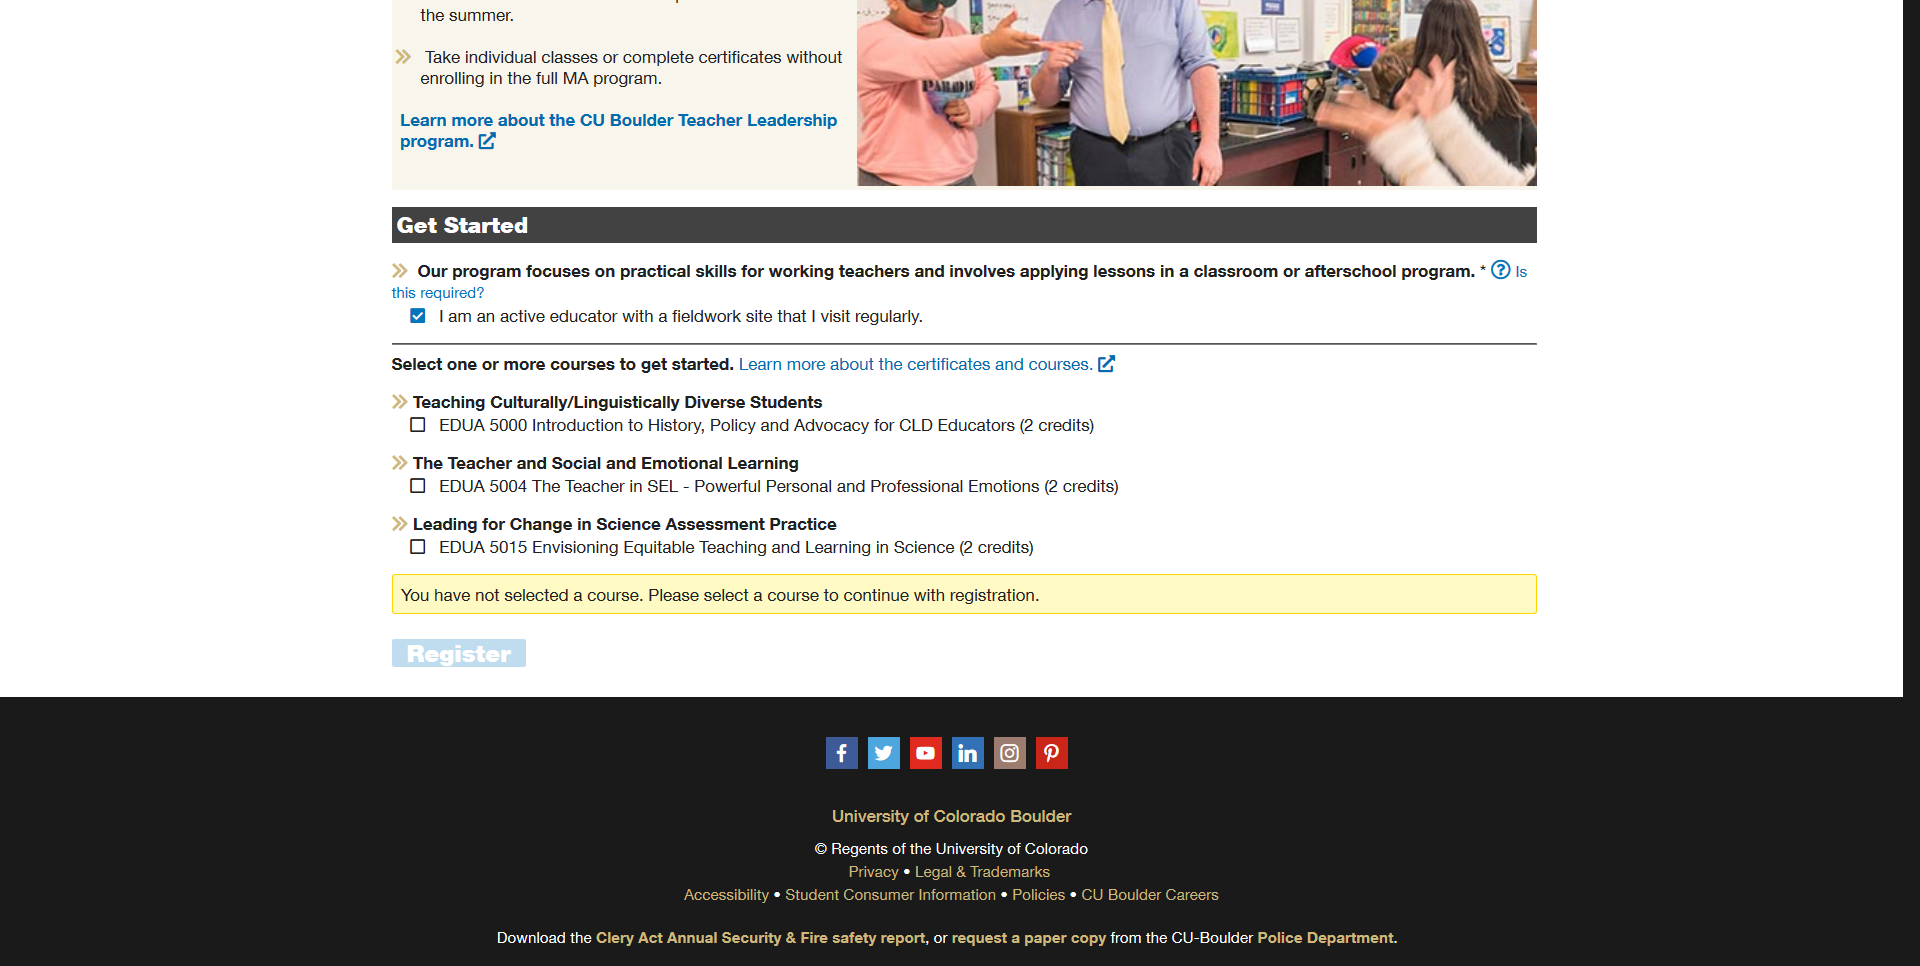 the summer.
Take individual classes or complete certificates without
enrolling in the full MA program.
Learn more about the CU Boulder Teacher Leadership
program.
Get Started
Our program focuses on practical skills for working teachers and involves applying lessons in a classroom or afterschool program. * Is
this required?
I am an active educator with a fieldwork site that I visit regularly.
Select one or more courses to get started. Learn more about the certificates and courses.
Teaching Culturally/Linguistically Diverse Students
EDUA 5000 Introduction to History, Policy and Advocacy for CLD Educators (2 credits)
The Teacher and Social and Emotional Learning
EDUA 5004 The Teacher in SEL - Powerful Personal and Professional Emotions (2 credits)
Leading for Change in Science Assessment Practice
EDUA 5015 Envisioning Equitable Teaching and Learning in Science (2 credits)
You have not selected a course. Please select a course to continue with registration.
Register
University of Colorado Boulder
© Regents of the University of Colorado
Privacy • Legal & Trademarks
Accessibility • Student Consumer Information • Policies • CU Boulder Careers
Download the Clery Act Annual Security & Fire safety report, or request a paper copy from the CU-Boulder Police Department.